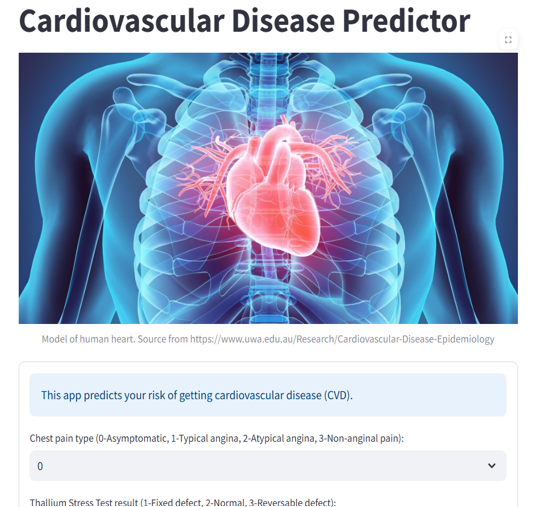 Cardiovascular Disease Predictor
Model of human heart. Source from https://www.uwa.edu.au/Research/Cardiovascular-Disease-Epidemiology
This app predicts your risk of getting cardiovascular disease (CVD).
Chest pain type (0-Asymptomatic, 1-Typical angina, 2-Atypical angina, 3-Non-anginal pain):
0
Thallium Stress Test result (1-Fixed defect, 2-Normal, 3-Reversable defect):